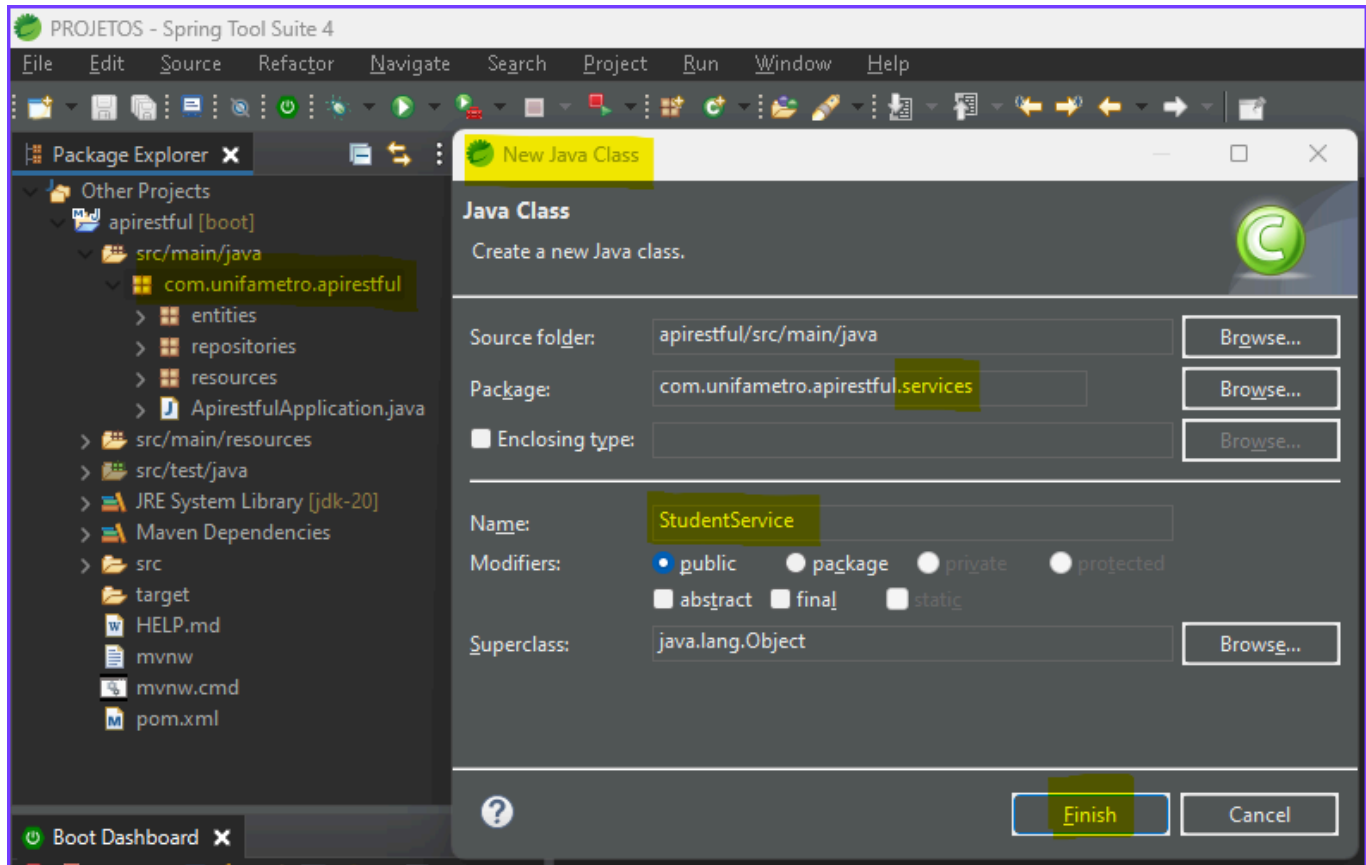 PROJETOS - Spring Tool Suite 4
File Edit Source Refactor Navigate Search Project Run Window Help
Package Explorer
Other Projects
apirestful [boot]
src/main/java
com.unifametro.apirestful
entities
repositories
resources
ApirestfulApplication.java
src/main/resources
src/test/java
JRE System Library [jdk-20]
Maven Dependencies
src
target
HELP.md
mvnw
mvnw.cmd
pom.xml
Boot Dashboard
New Java Class
Java Class
Create a new Java class.
Source folder: apirestful/src/main/java Browse...
Package: com.unifametro.apirestful.services Browse...
Enclosing type: Browse...
Name: StudentService
Modifiers: public package private protected
abstract final static
Superclass: java.lang.Object Browse...
Finish Cancel